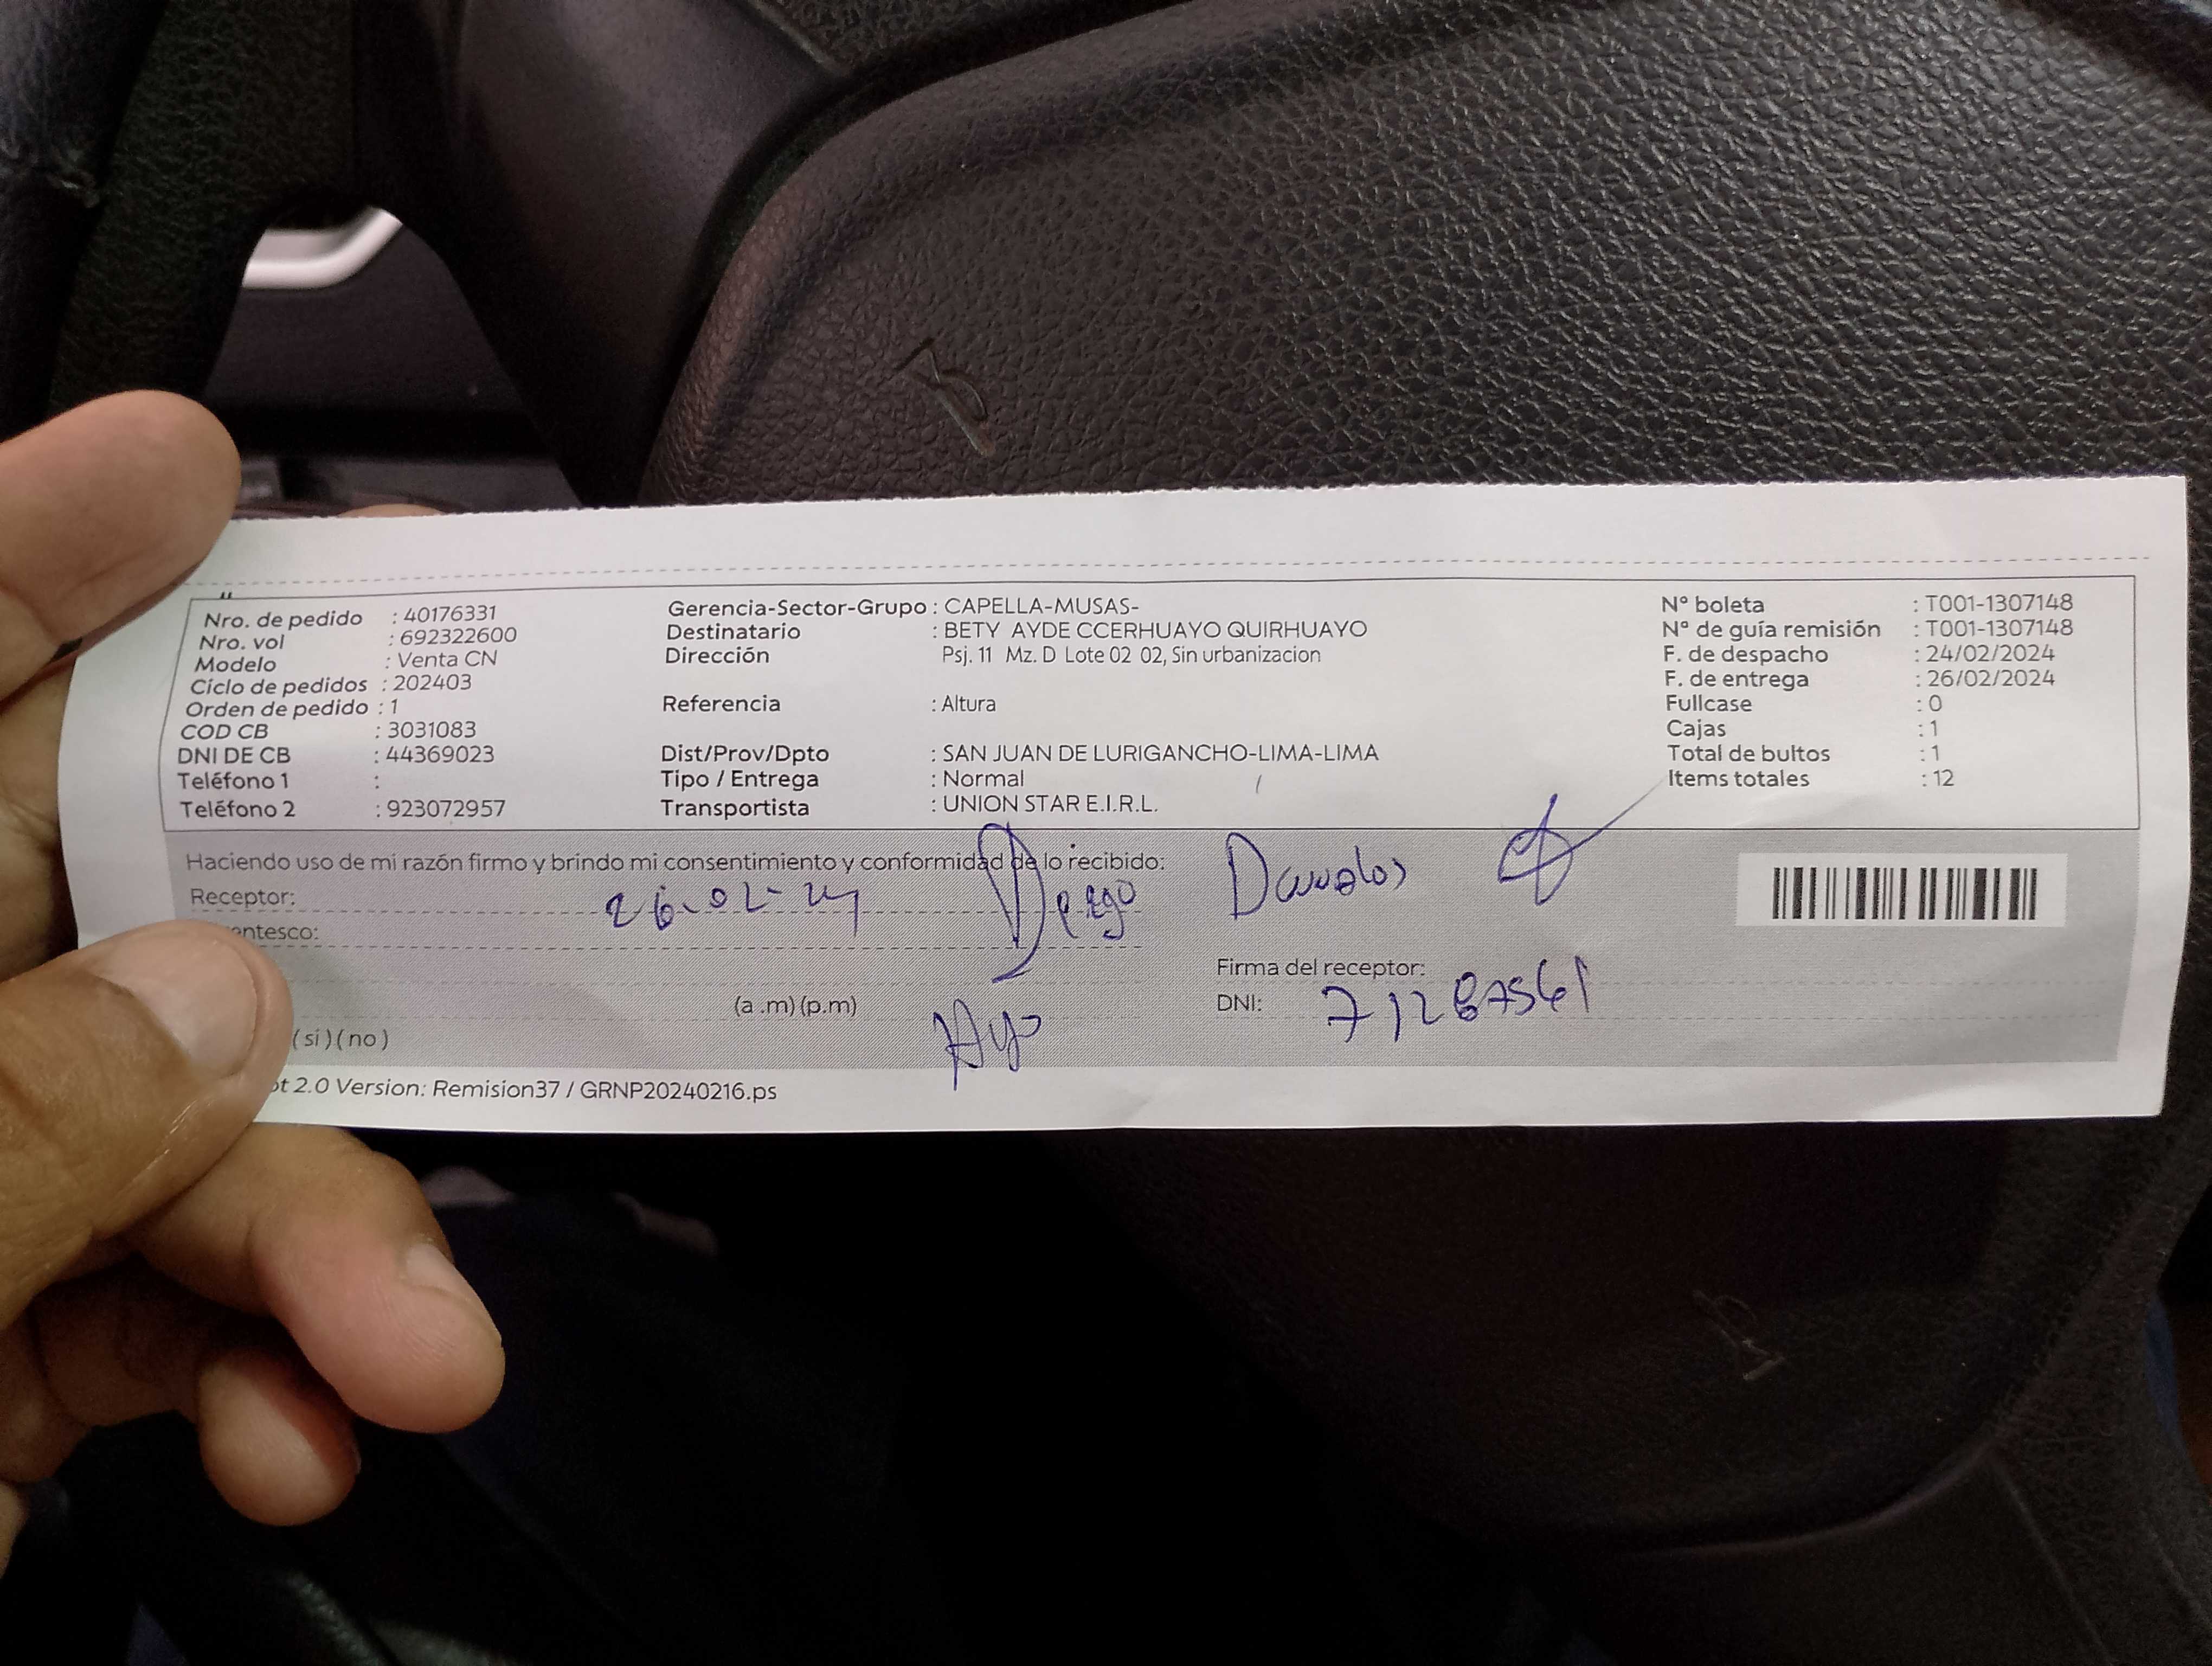 Nro. de pedido : 40176331
Nro. vol : 692322600
Modelo : Venta CN
Ciclo de pedidos : 202403
Orden de pedido : 1
COD CB : 3031083
DNI DE CB : 44369023
Teléfono 1 :
Teléfono 2 : 923072957
Gerencia-Sector-Grupo : CAPELLA-MUSAS-
Destinatario : BETY AYDE CCERHUAYO QUIRHUAYO
Dirección Psj. 11 Mz. D Lote 02 02, Sin urbanizacion
Referencia : Altura
Dist/Prov/Dpto : SAN JUAN DE LURIGANCHO-LIMA-LIMA
Tipo / Entrega : Normal
Transportista : UNION STAR E.I.R.L.
N° boleta : T001-1307148
N° de guía remisión : T001-1307148
F. de despacho : 24/02/2024
F. de entrega : 26/02/2024
Fullcase : 0
Cajas : 1
Total de bultos : 1
Items totales : 12
Haciendo uso de mi razón firmo y brindo mi consentimiento y conformidad de lo recibido:
Receptor: 26-02-24
entesco:
Firma del receptor:
(a .m) (p.m)
DNI: 71287561
( si ) ( no )
ot 2.0 Version: Remision37 / GRNP20240216.ps